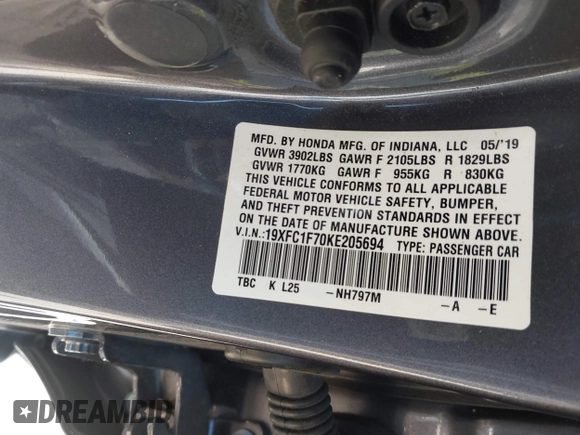 MFD. BY HONDA MFG. OF INDIANA, LLC 05/'19
GVWR 3902LBS GAWR F 2105LBS R 1829LBS
GVWR 1770KG GAWR F 955KG R 830KG
THIS VEHICLE CONFORMS TO ALL APPLICABLE
FEDERAL MOTOR VEHICLE SAFETY, BUMPER,
AND THEFT PREVENTION STANDARDS IN EFFECT
ON THE DATE OF MANUFACTURE SHOWN ABOVE.
V.I.N.:19XFC1F70KE205694 TYPE: PASSENGER CAR
TBC K L25 -NH797M -A -E
DREAMBID